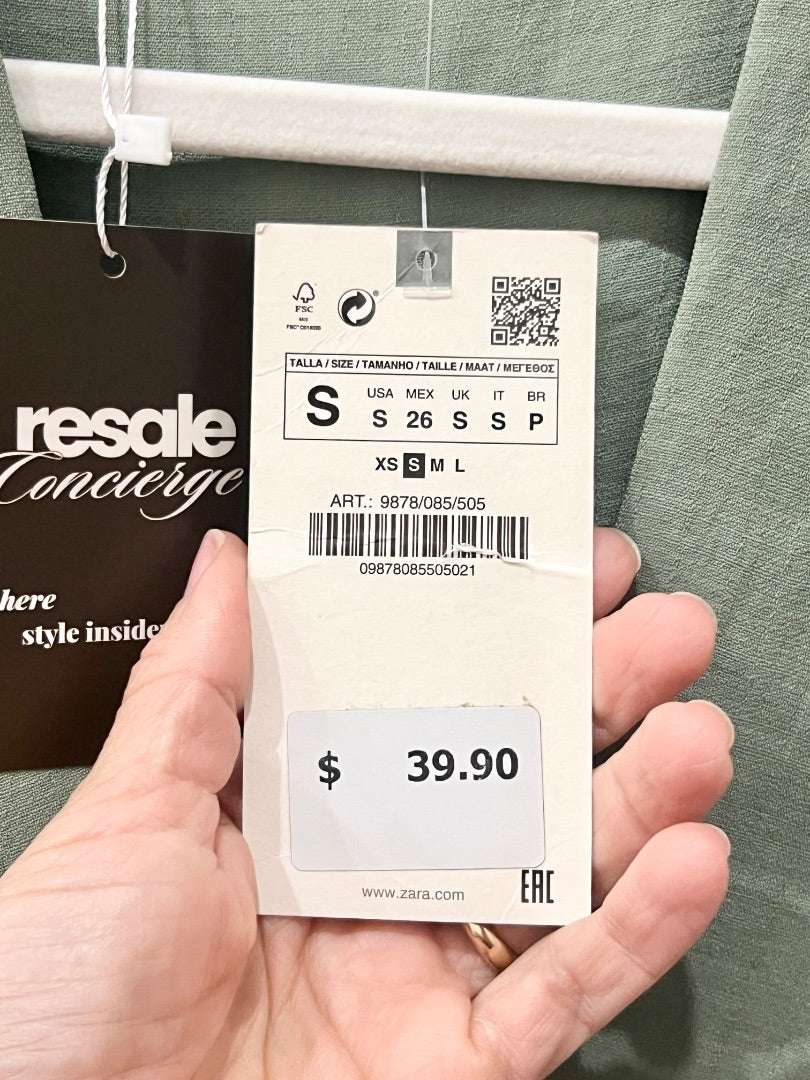 resale
Concierge
here
style insider
FSC
MIX
TALLA / SIZE / TAMANHO / TAILLE / MAAT / ΜΕΓΕΘΟΣ
S
USA MEX UK IT BR
S 26 S S P
XS S M L
ART.: 9878/085/505
09878085505021
$ 39.90
www.zara.com
EAC